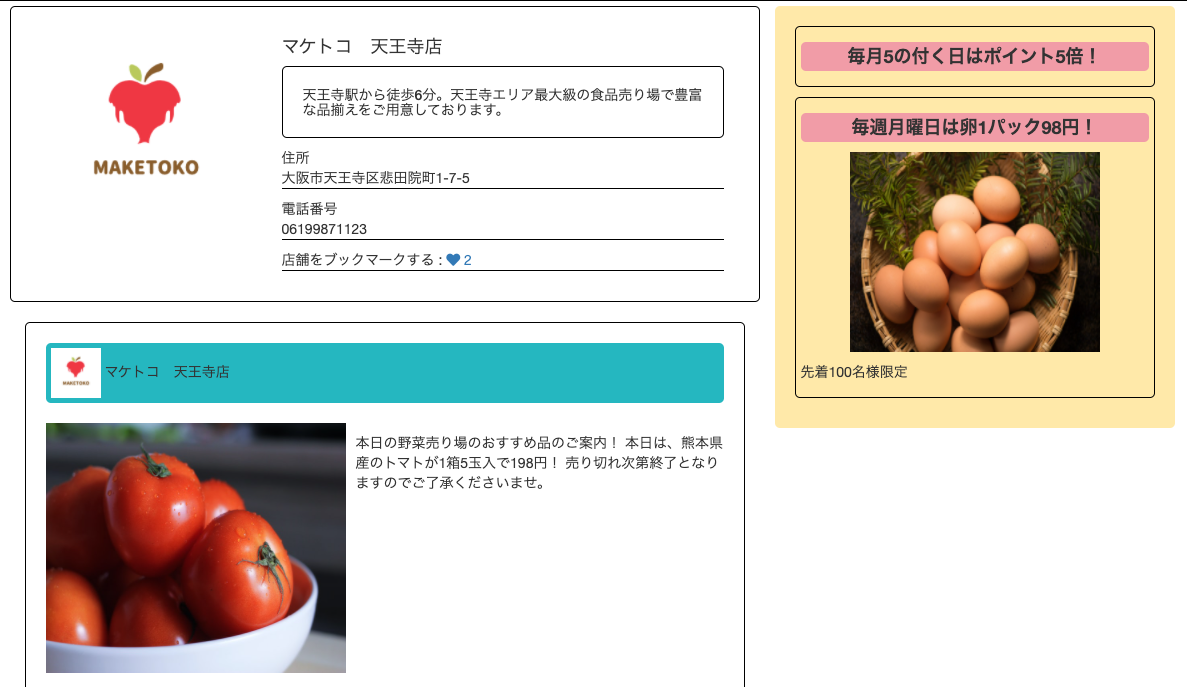 MAKETOKO
マケトコ　天王寺店
天王寺駅から徒歩6分。天王寺エリア最大級の食品売り場で豊富
な品揃えをご用意しております。
住所
大阪市天王寺区悲田院町1-7-5
電話番号
06199871123
店舗をブックマークする : 2
MAKETOKO
マケトコ　天王寺店
本日の野菜売り場のおすすめ品のご案内！ 本日は、熊本県
産のトマトが1箱5玉入で198円！ 売り切れ次第終了となり
ますのでご了承くださいませ。
毎月5の付く日はポイント5倍！
毎週月曜日は卵1パック98円！
先着100名様限定